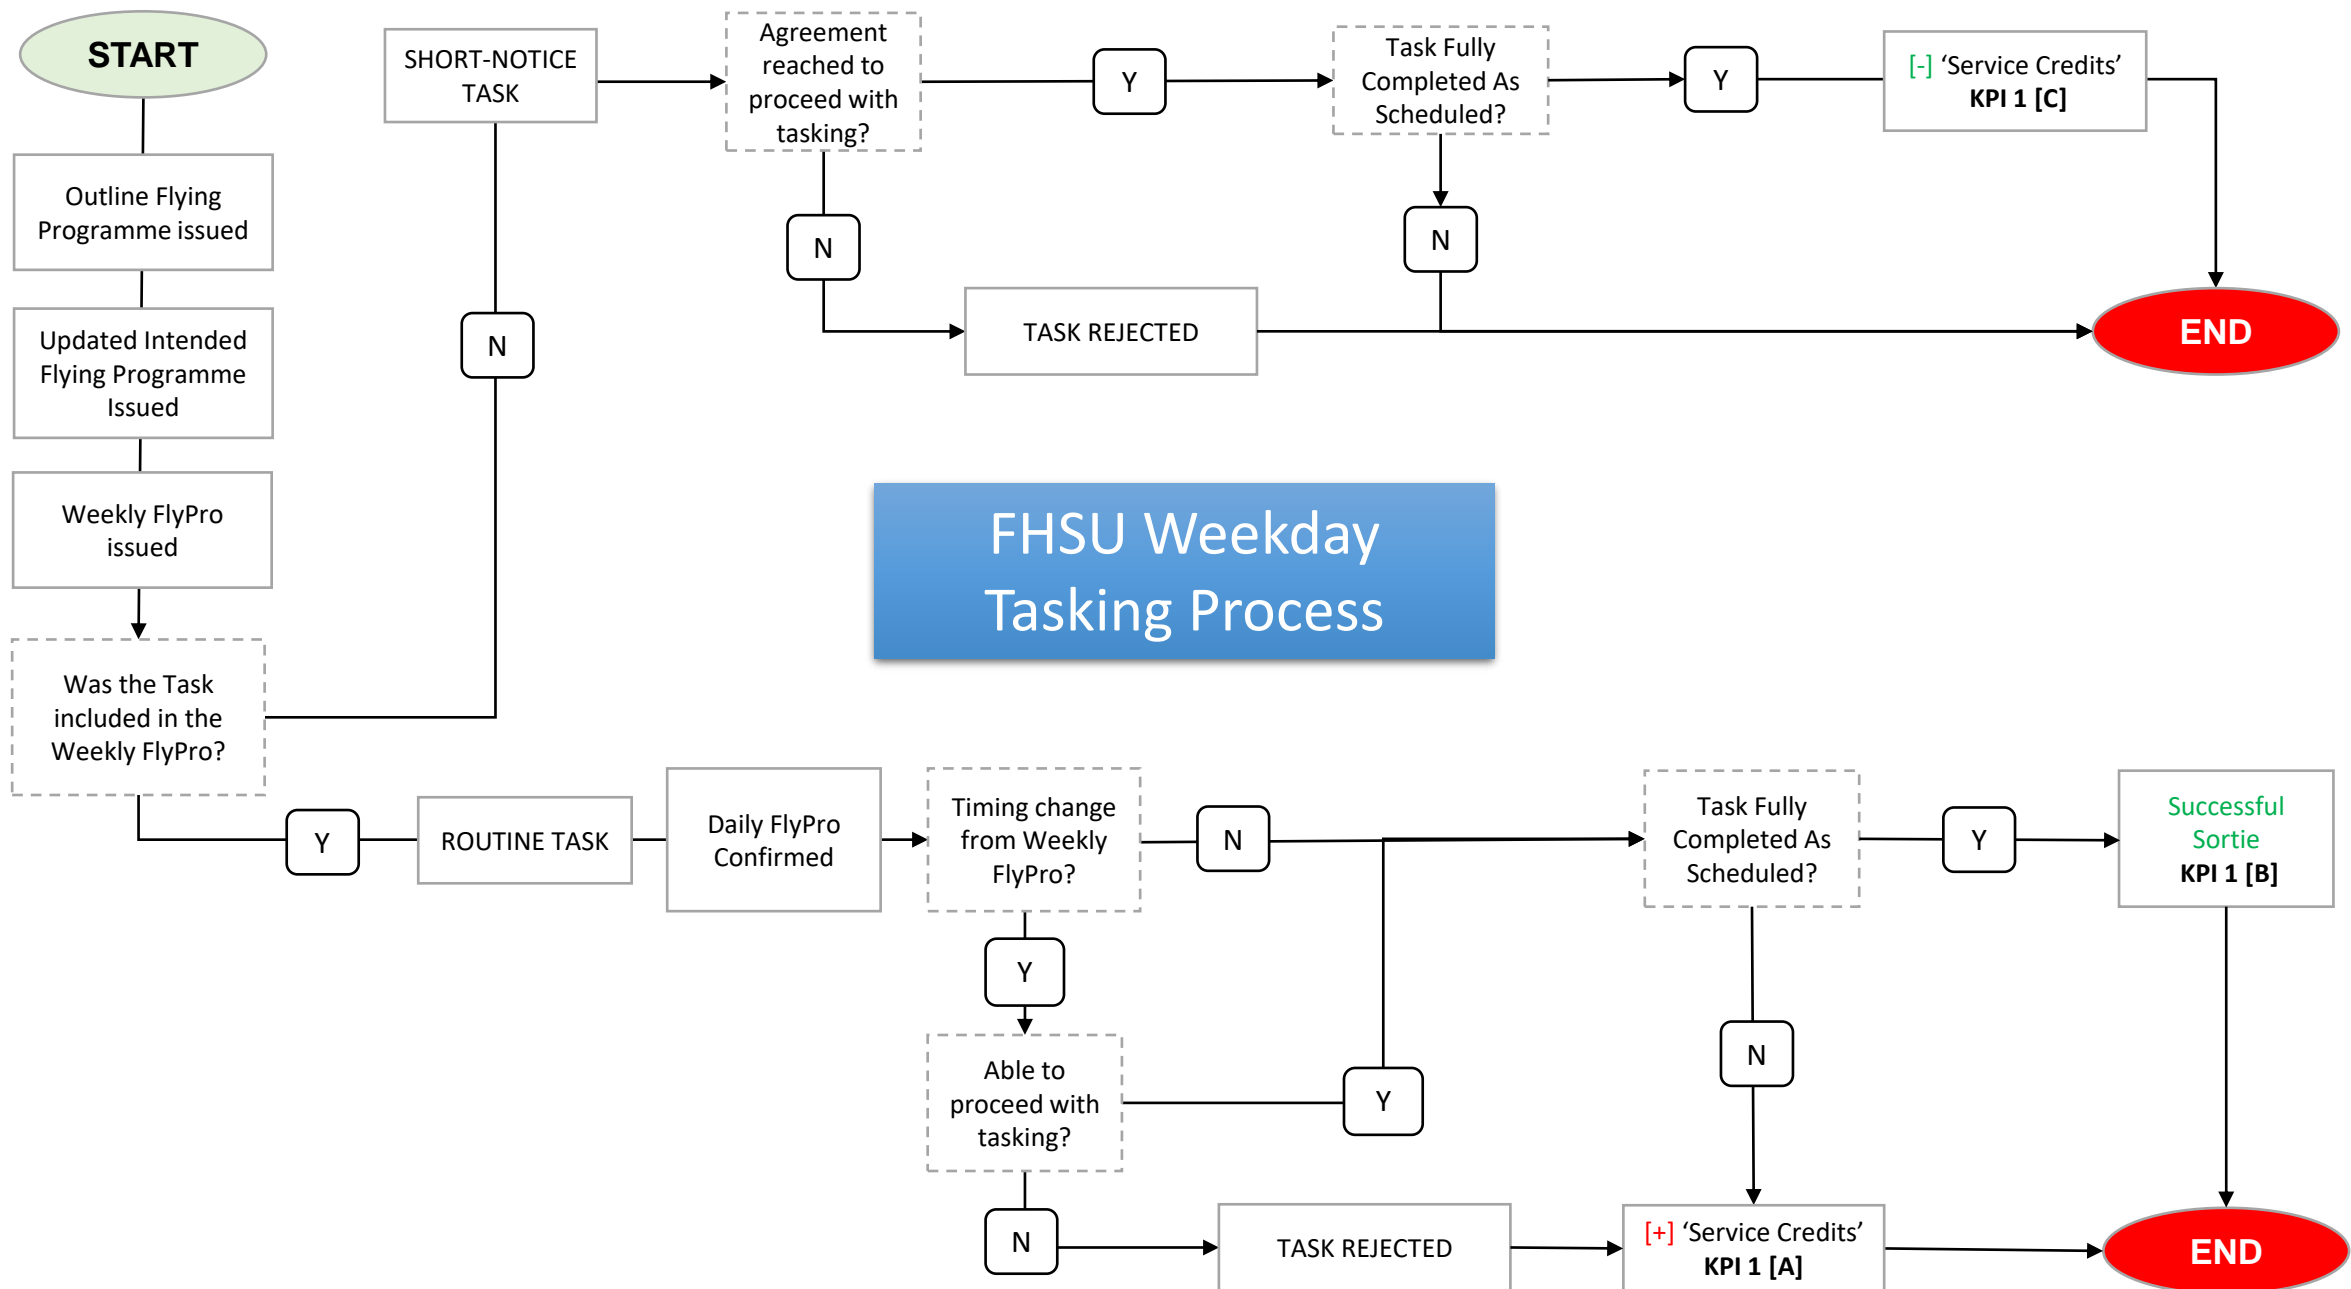 START
Outline Flying
Programme issued
Updated Intended
Flying Programme
Issued
Weekly FlyPro
issued
Was the Task
included in the
Weekly FlyPro?
N
SHORT-NOTICE
TASK
Agreement
reached to
proceed with
tasking?
Y
N
TASK REJECTED
Task Fully
Completed As
Scheduled?
Y
N
[-] ‘Service Credits’
KPI 1 [C]
END
FHSU Weekday
Tasking Process
Y
ROUTINE TASK
Daily FlyPro
Confirmed
Timing change
from Weekly
FlyPro?
N
Y
Able to
proceed with
tasking?
Y
N
TASK REJECTED
Task Fully
Completed As
Scheduled?
Y
N
Successful
Sortie
KPI 1 [B]
[+] ‘Service Credits’
KPI 1 [A]
END